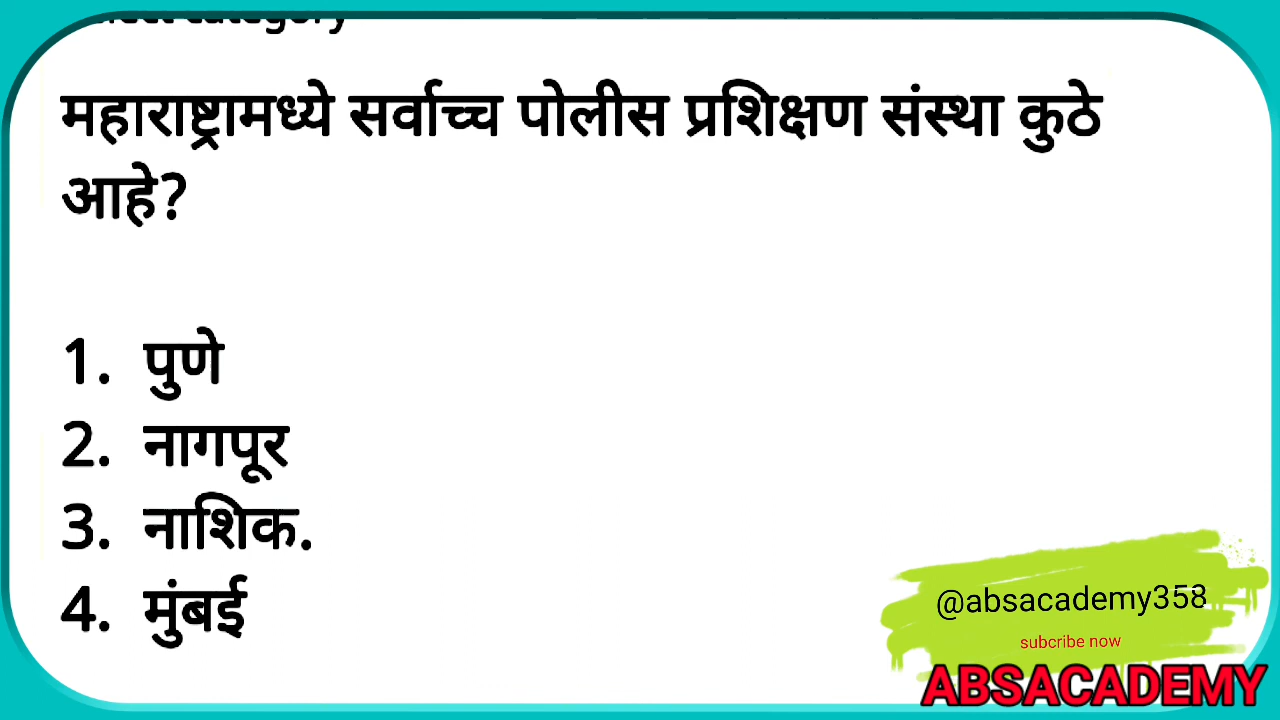 महाराष्ट्रामध्ये सर्वाच्च पोलीस प्रशिक्षण संस्था कुठे
आहे?
1. पुणे
2. नागपूर
3. नाशिक.
4. मुंबई
@absacademy358
subcribe now
ABSACADEMY